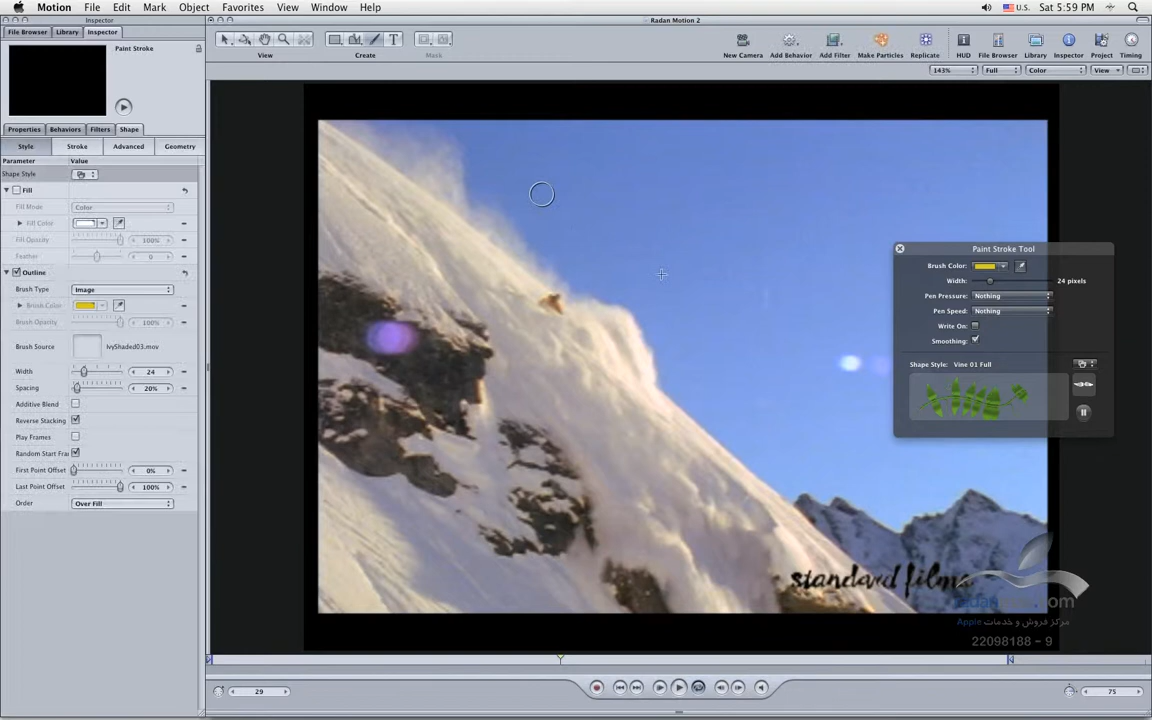 Motion File Edit Mark Object Favorites View Window Help
U.S. Sat 5:59 PM
Inspector
Radan Motion 2
File Browser Library Inspector
Paint Stroke
View
Create
Mask
New Camera Add Behavior Add Filter Make Particles Replicate HUD File Browser Library Inspector Project Timing
143% Full Color View
Properties Behaviors Filters Shape
Style Stroke Advanced Geometry
Parameter Value
Shape Style
Fill
Fill Mode Color
Fill Color
Fill Opacity 100%
Feather 0
Outline
Brush Type Image
Brush Color
Brush Opacity 100%
Brush Source IvyShaded03.mov
Width 24
Spacing 20%
Additive Blend
Reverse Stacking
Play Frames
Random Start Fra
First Point Offset 0%
Last Point Offset 100%
Order Over Fill
Paint Stroke Tool
Brush Color:
Width: 24 pixels
Pen Pressure: Nothing
Pen Speed: Nothing
Write On:
Smoothing:
Shape Style: Vine 01 Full
standard films
مرکز فروش و خدمات Apple
22098188 - 9
29
75